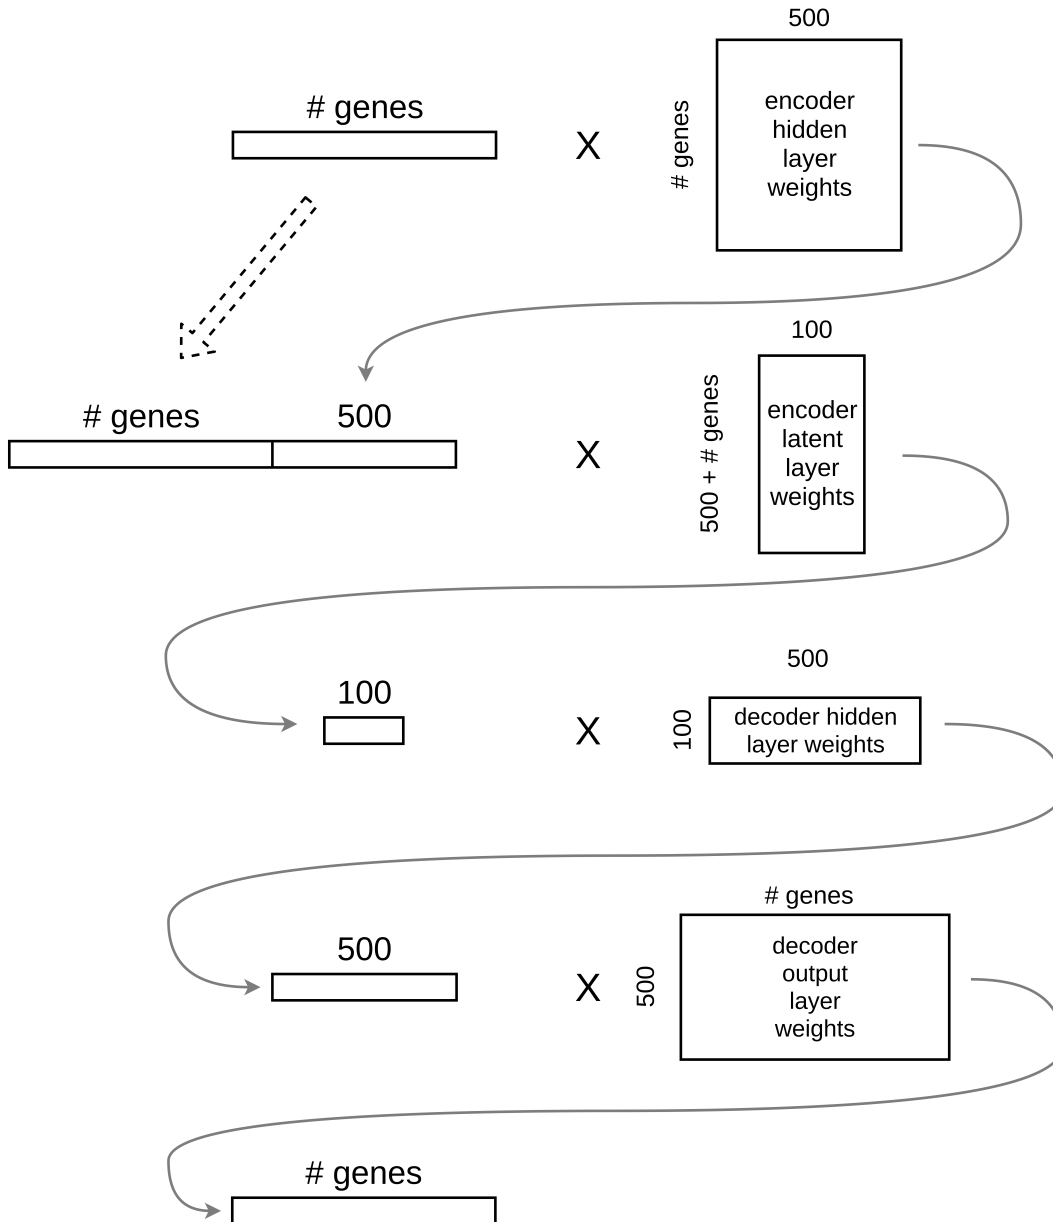 500
# genes
X
# genes
encoder
hidden
layer
weights
100
# genes
500
X
500 + # genes
encoder
latent
layer
weights
500
100
X
100
decoder hidden
layer weights
# genes
500
X
500
decoder
output
layer
weights
# genes